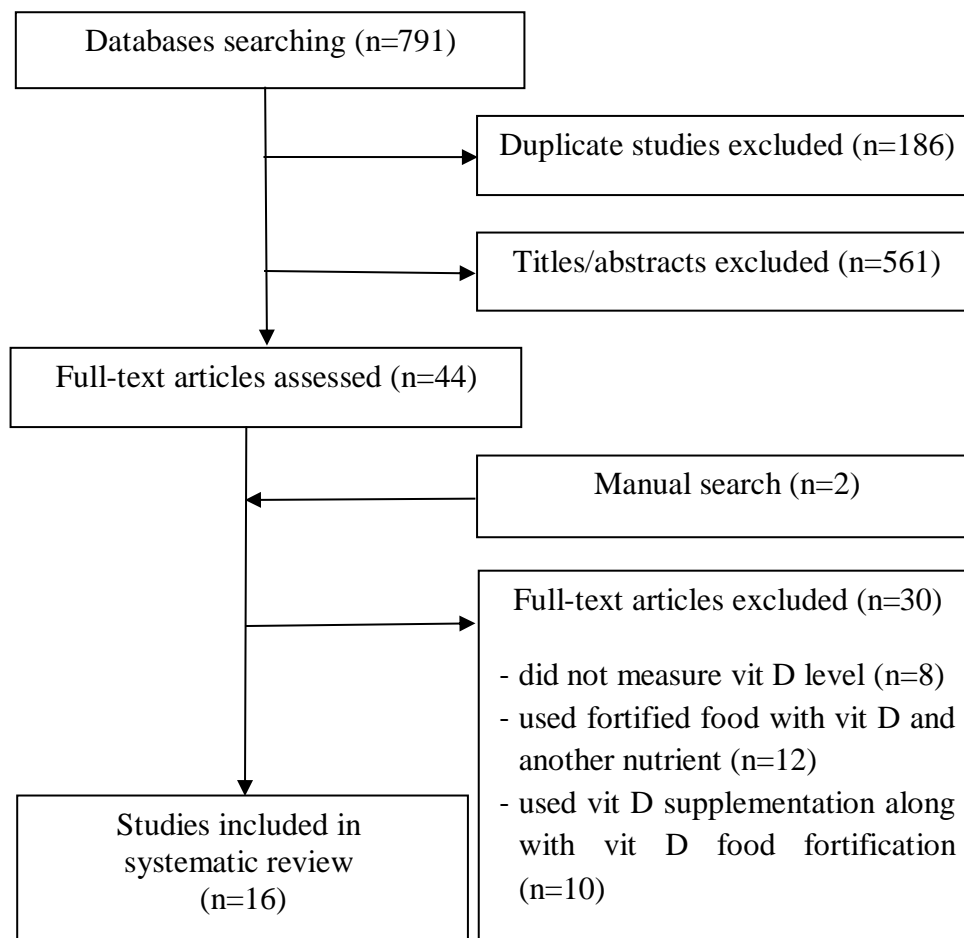 Databases searching (n=791)
Duplicate studies excluded (n=186)
Titles/abstracts excluded (n=561)
Full-text articles assessed (n=44)
Manual search (n=2)
Full-text articles excluded (n=30)
- did not measure vit D level (n=8)
- used fortified food with vit D and
another nutrient (n=12)
- used vit D supplementation along
with vit D food fortification
(n=10)
Studies included in
systematic review
(n=16)